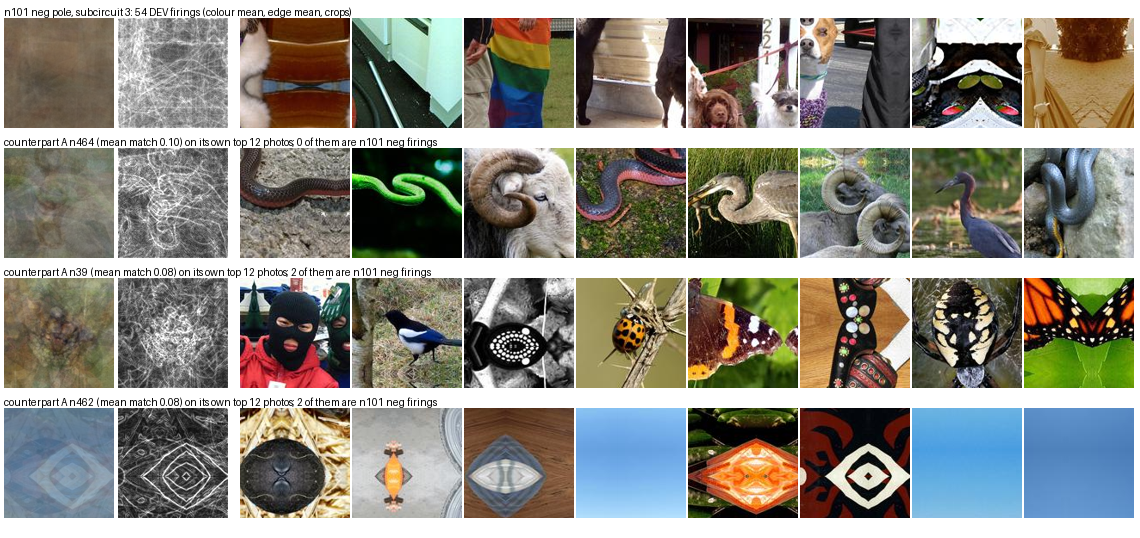 n101 neg pole, subcircuit 3: 54 DEV firings (colour mean, edge mean, crops)
221
counterpart A n464 (mean match 0.10) on its own top 12 photos; 0 of them are n101 neg firings
counterpart A n39 (mean match 0.08) on its own top 12 photos; 2 of them are n101 neg firings
counterpart A n462 (mean match 0.08) on its own top 12 photos; 2 of them are n101 neg firings